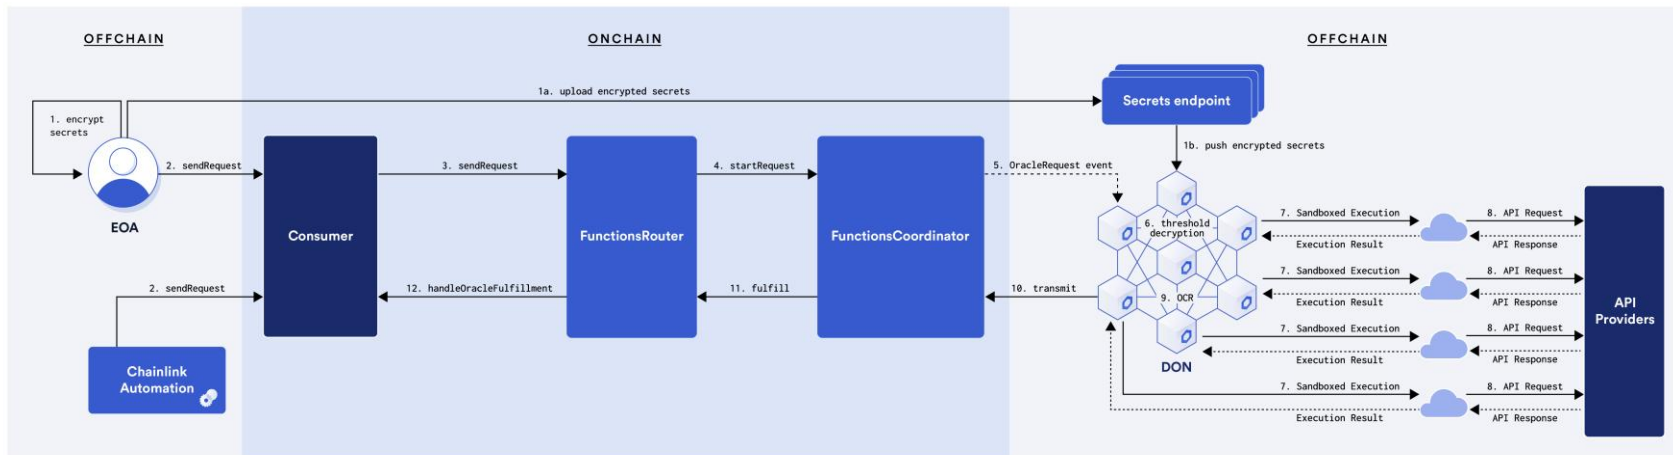 OFFCHAIN
ONCHAIN
OFFCHAIN
1a. upload encrypted secrets
Secrets endpoint
1. encrypt
secrets
1b. push encrypted secrets
2. sendRequest
3. sendRequest
4. startRequest
5. OracleRequest event
EOA
Consumer
FunctionsRouter
FunctionsCoordinator
6. threshold
decryption
7. Sandboxed Execution
8. API Request
Execution Result
API Response
7. Sandboxed Execution
8. API Request
Execution Result
API Response
2. sendRequest
12. handleOracleFulfillment
11. fulfill
10. transmit
9. OCR
API
Providers
7. Sandboxed Execution
8. API Request
Execution Result
API Response
DON
Chainlink
Automation
7. Sandboxed Execution
8. API Request
Execution Result
API Response